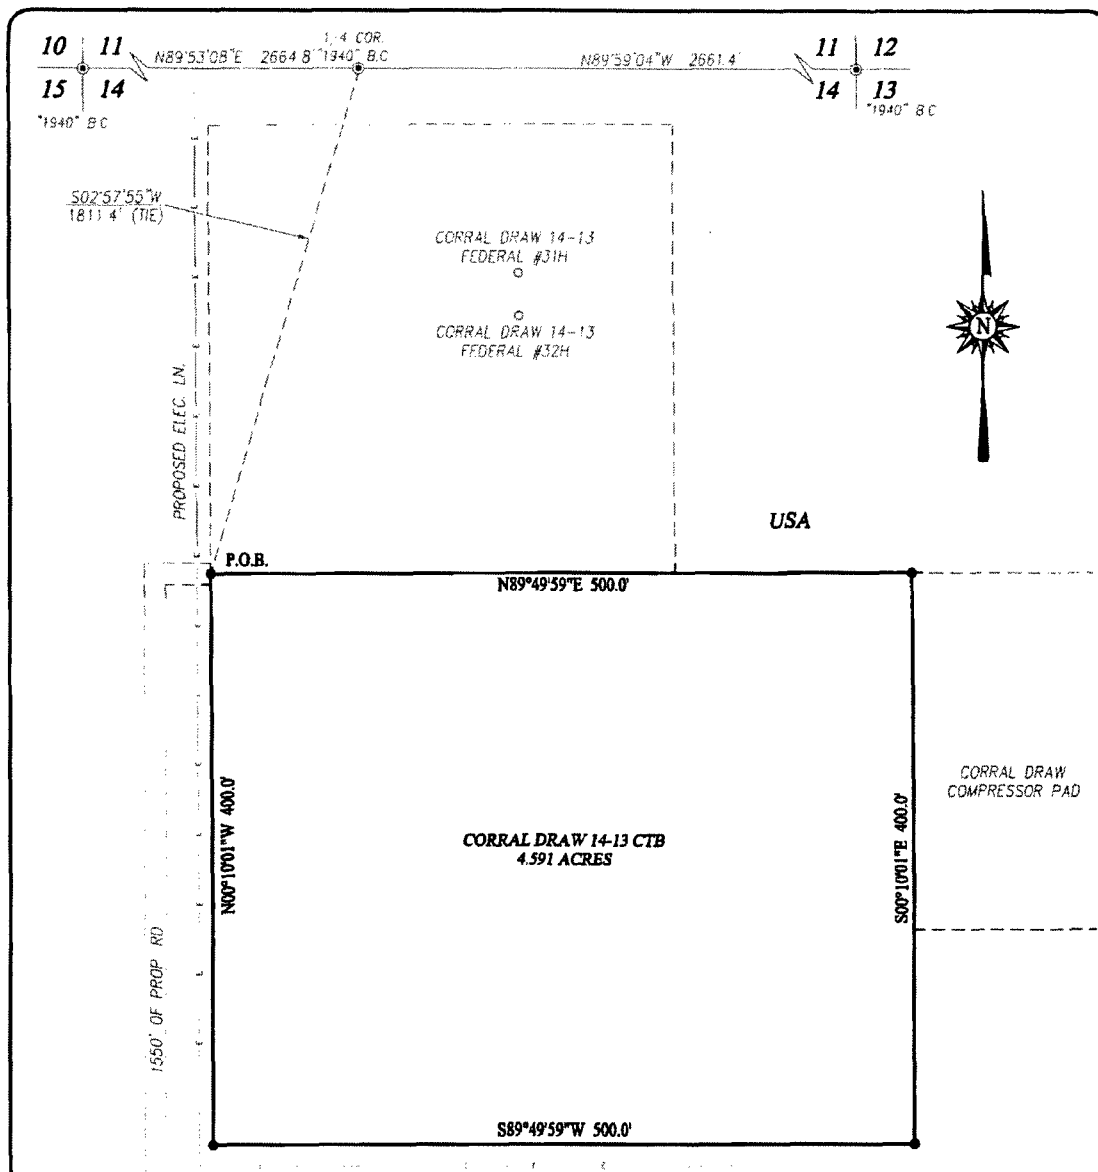 10 11
15 14
"1940" B.C
N89°53'08"E 2664.8'
1/4 COR.
"1940" B.C
N89°59'04"W 2661.4'
11 12
14 13
"1940" B.C
S02°57'55"W
1811.4' (TIE)
CORRAL DRAW 14-13
FEDERAL #31H
CORRAL DRAW 14-13
FEDERAL #32H
N
PROPOSED ELEC. LN.
USA
P.O.B.
N89°49'59"E 500.0'
N00°10'01"W 400.0'
S00°10'01"E 400.0'
CORRAL DRAW
COMPRESSOR PAD
CORRAL DRAW 14-13 CTB
4.591 ACRES
1550' OF PROP RD
S89°49'59"W 500.0'